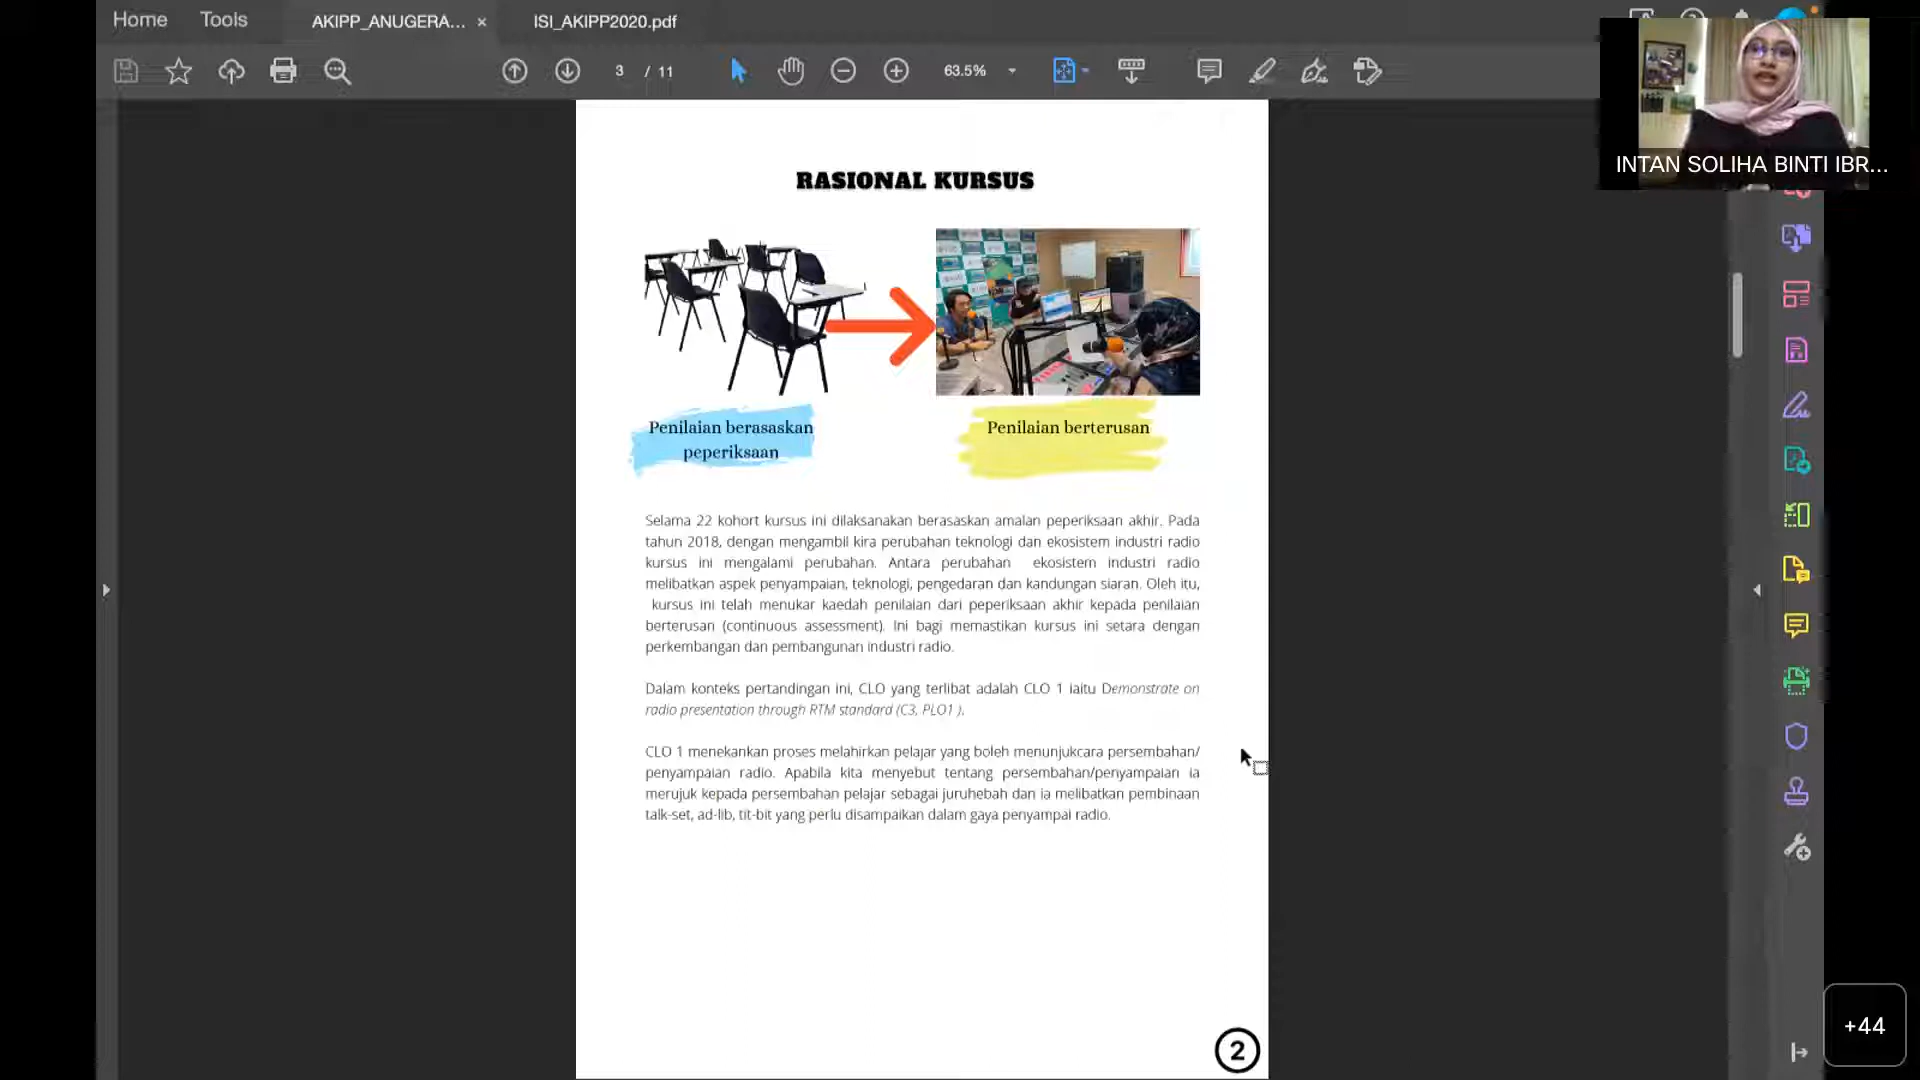 Home
Tools
AKIPP_ANUGERA...
ISI_AKIPP2020.pdf
3 / 11
63.5%
INTAN SOLIHA BINTI IBR...
RASIONAL KURSUS
Penilaian berasaskan
peperiksaan
Penilaian berterusan
Selama 22 kohort kursus ini dilaksanakan berasaskan amalan peperiksaan akhir. Pada
tahun 2018, dengan mengambil kira perubahan teknologi dan ekosistem industri radio
kursus ini mengalami perubahan. Antara perubahan ekosistem industri radio
melibatkan aspek penyampaian, teknologi, pengedaran dan kandungan siaran. Oleh itu,
kursus ini telah menukar kaedah penilaian dari peperiksaan akhir kepada penilaian
berterusan (continuous assessment). Ini bagi memastikan kursus ini setara dengan
perkembangan dan pembangunan industri radio.
Dalam konteks pertandingan ini, CLO yang terlibat adalah CLO 1 iaitu Demonstrate on
radio presentation through RTM standard (C3, PLO1 ).
CLO 1 menekankan proses melahirkan pelajar yang boleh menunjukcara persembahan/
penyampaian radio. Apabila kita menyebut tentang persembahan/penyampaian ia
merujuk kepada persembahan pelajar sebagai juruhebah dan ia melibatkan pembinaan
talk-set, ad-lib, tit-bit yang perlu disampaikan dalam gaya penyampai radio.
2
+44